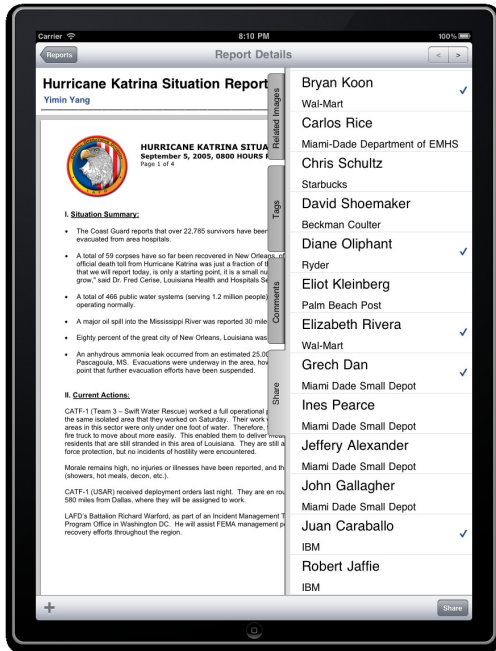 Carrier
8:10 PM
100%
Reports
Report Details
< >
Hurricane Katrina Situation Report
Yimin Yang
HURRICANE KATRINA SITUA
September 5, 2005, 0800 HOURS
Page 1 of 4
I. Situation Summary:
• The Coast Guard reports that over 22,785 survivors have been
evacuated from area hospitals.
• A total of 59 corpses have so far been recovered in New Orleans, of
official death toll from Hurricane Katrina was just a fraction of th
that we will report today, is only a starting point, it is a small nu
grow," said Dr. Fred Cerise, Louisiana Health and Hospitals Se
• A total of 466 public water systems (serving 1.2 million people)
operating normally.
• A major oil spill into the Mississippi River was reported 30 mile
• Eighty percent of the great city of New Orleans, Louisiana was
• An anhydrous ammonia leak occurred from an estimated 25,00
Pascagoula, MS. Evacuations were underway in the area, how
point that further evacuation efforts have been suspended.
II. Current Actions:
CATF-1 (Team 3 – Swift Water Rescue) worked a full operational p
the same isolated area that they worked on Saturday. Their work
areas in this sector were only under one foot of water. Therefore,
fire truck to move about more easily. This enabled them to deliver
residents that are still stranded in this area of Louisiana. They are still a
force protection, but no incidents of hostility were encountered.
Morale remains high, no injuries or illnesses have been reported, and th
(showers, hot meals, decon, etc.).
CATF-1 (USAR) received deployment orders last night. They are en rou
580 miles from Dallas, where they will be assigned to work.
LAFD's Battalion Richard Warford, as part of an Incident Management T
Program Office in Washington DC. He will assist FEMA management p
recovery efforts throughout the region.
Related Images
Tags
Comments
Share
Bryan Koon
Wal-Mart
Carlos Rice
Miami-Dade Department of EMHS
Chris Schultz
Starbucks
David Shoemaker
Beckman Coulter
Diane Oliphant
Ryder
Eliot Kleinberg
Palm Beach Post
Elizabeth Rivera
Wal-Mart
Grech Dan
Miami Dade Small Depot
Ines Pearce
Miami Dade Small Depot
Jeffery Alexander
Miami Dade Small Depot
John Gallagher
Miami Dade Small Depot
Juan Caraballo
IBM
Robert Jaffie
IBM
+
Share